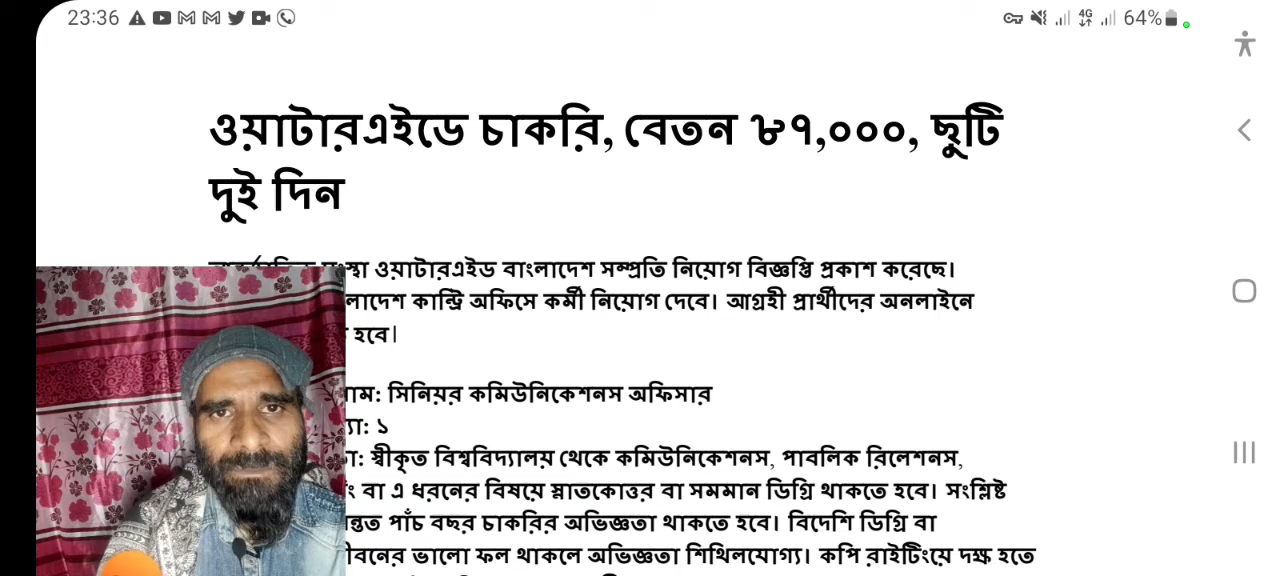 23:36
4G 64%
ওয়াটারএইডে চাকরি, বেতন ৮৭,০০০, ছুটি
দুই দিন
ওয়াটারএইড বাংলাদেশ সম্প্রতি নিয়োগ বিজ্ঞপ্তি প্রকাশ করেছে।
কান্ট্রি অফিসে কর্মী নিয়োগ দেবে। আগ্রহী প্রার্থীদের অনলাইনে
হবে।
সিনিয়র কমিউনিকেশনস অফিসার
১
স্বীকৃত বিশ্ববিদ্যালয় থেকে কমিউনিকেশনস, পাবলিক রিলেশনস,
বা এ ধরনের বিষয়ে স্নাতকোত্তর বা সমমান ডিগ্রি থাকতে হবে। সংশ্লিষ্ট
পাঁচ বছর চাকরির অভিজ্ঞতা থাকতে হবে। বিদেশি ডিগ্রি বা
ভালো ফল থাকলে অভিজ্ঞতা শিথিলযোগ্য। কপি রাইটিংয়ে দক্ষ হতে